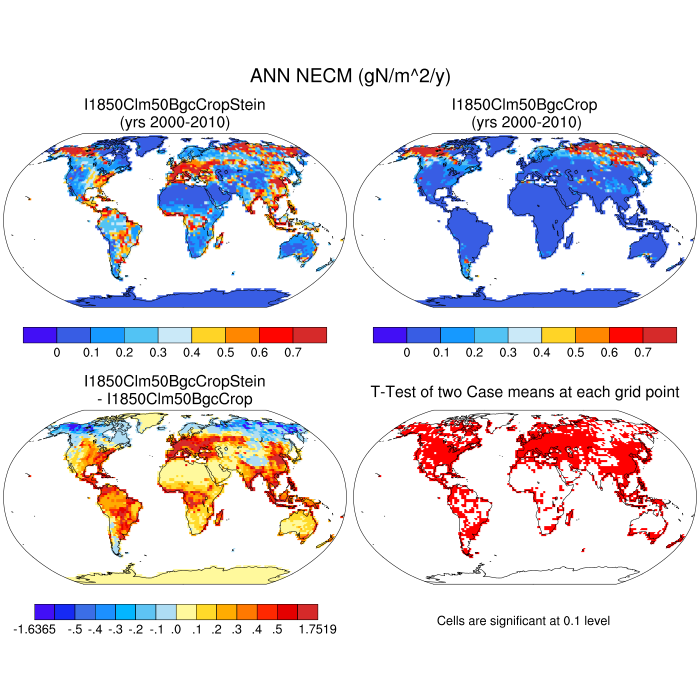 ANN NECM (gN/m^2/y)
I1850Clm50BgcCropStein
(yrs 2000-2010)
I1850Clm50BgcCrop
(yrs 2000-2010)
0 0.1 0.2 0.3 0.4 0.5 0.6 0.7
0 0.1 0.2 0.3 0.4 0.5 0.6 0.7
I1850Clm50BgcCropStein
- I1850Clm50BgcCrop
T-Test of two Case means at each grid point
-1.6365 -.5 -.4 -.3 -.2 -.1 .0 .1 .2 .3 .4 .5 1.7519
Cells are significant at 0.1 level